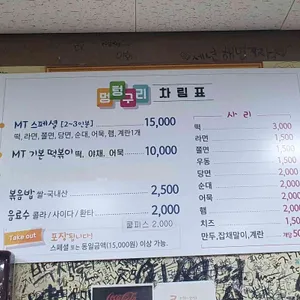 멍텅구리 차림표
MT 스페셜 [2~3인분] 15,000
떡, 라면, 쫄면, 당면, 순대, 어묵, 햄, 계란1개
MT 기본 떡볶이 떡, 야채, 어묵 10,000
볶음밥 쌀-국내산 2,500
음료수 콜라 / 사이다 / 환타 2,000
쿨피스 2,000
Take out 포장됩니다!
스페셜 또는 동일금액(15,000원) 이상 가능.
사 리
떡 3,000
라면 1,500
쫄면 1,500
우동 1,500
당면 2,000
순대 2,000
어묵 2,000
햄 2,000
치즈 1,500
만두,잡채말이,계란